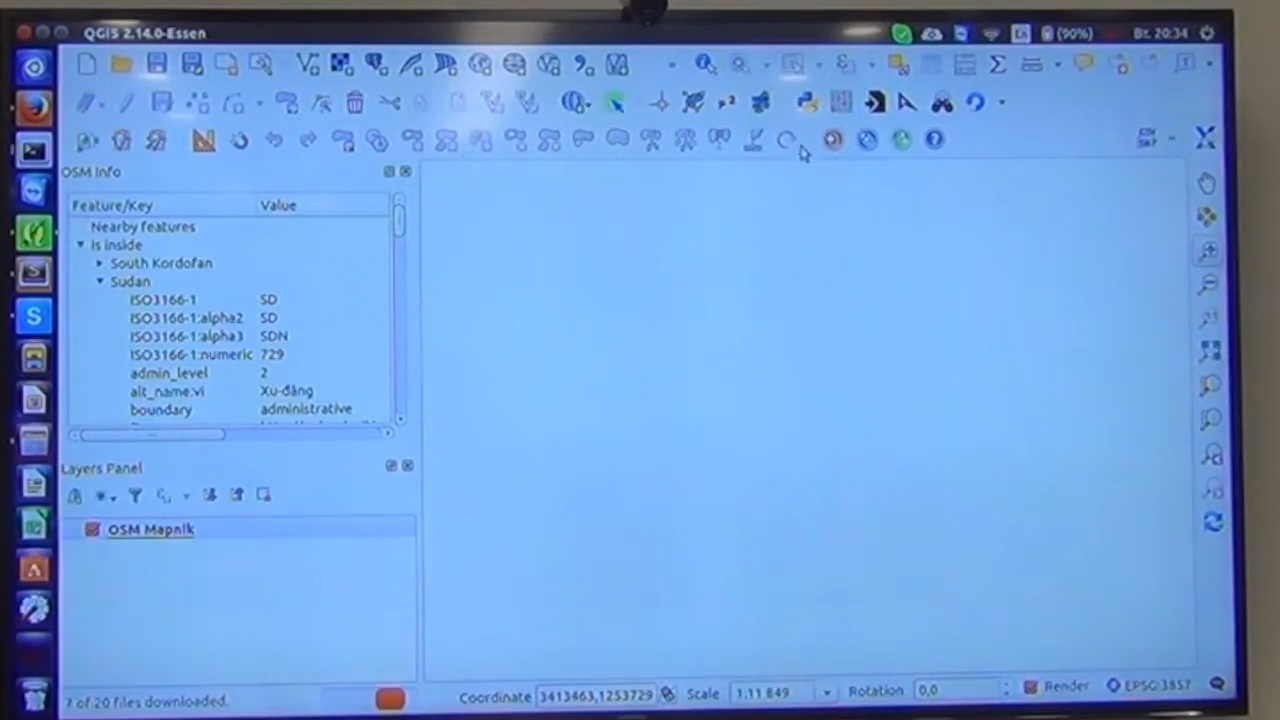 QGIS 2.14.0-Essen
En (90%) Вт. 20:34
OSM Info
Feature/Key Value
Nearby features
Is inside
South Kordofan
Sudan
ISO3166-1 SD
ISO3166-1:alpha2 SD
ISO3166-1:alpha3 SDN
ISO3166-1:numeric 729
admin_level 2
alt_name:vi Xu-đăng
boundary administrative
Layers Panel
OSM Mapnik
7 of 20 files downloaded.
Coordinate 3413463,1253729 Scale 1:11 849 Rotation 0,0 Render EPSG:3857